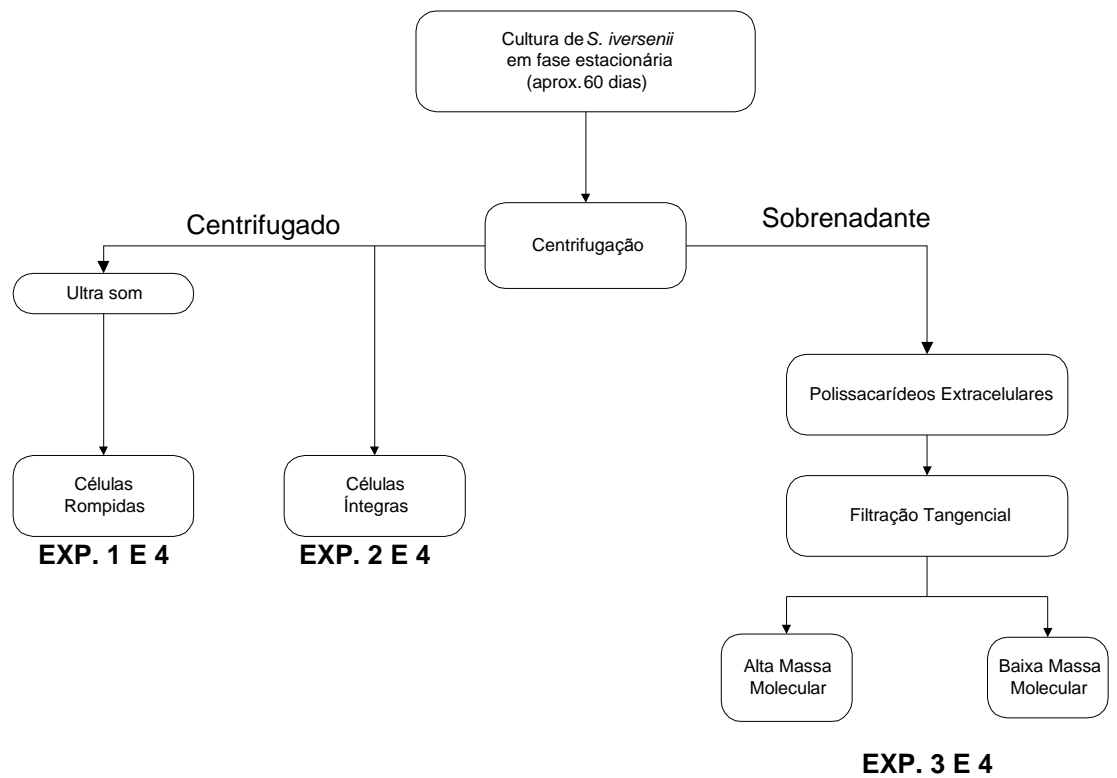 Cultura de S. iversenii
em fase estacionária
(aprox. 60 dias)
Centrifugado
Sobrenadante
Centrifugação
Ultra som
Polissacarídeos Extracelulares
Células
Rompidas
Células
Íntegras
Filtração Tangencial
EXP. 1 E 4
EXP. 2 E 4
Alta Massa
Molecular
Baixa Massa
Molecular
EXP. 3 E 4